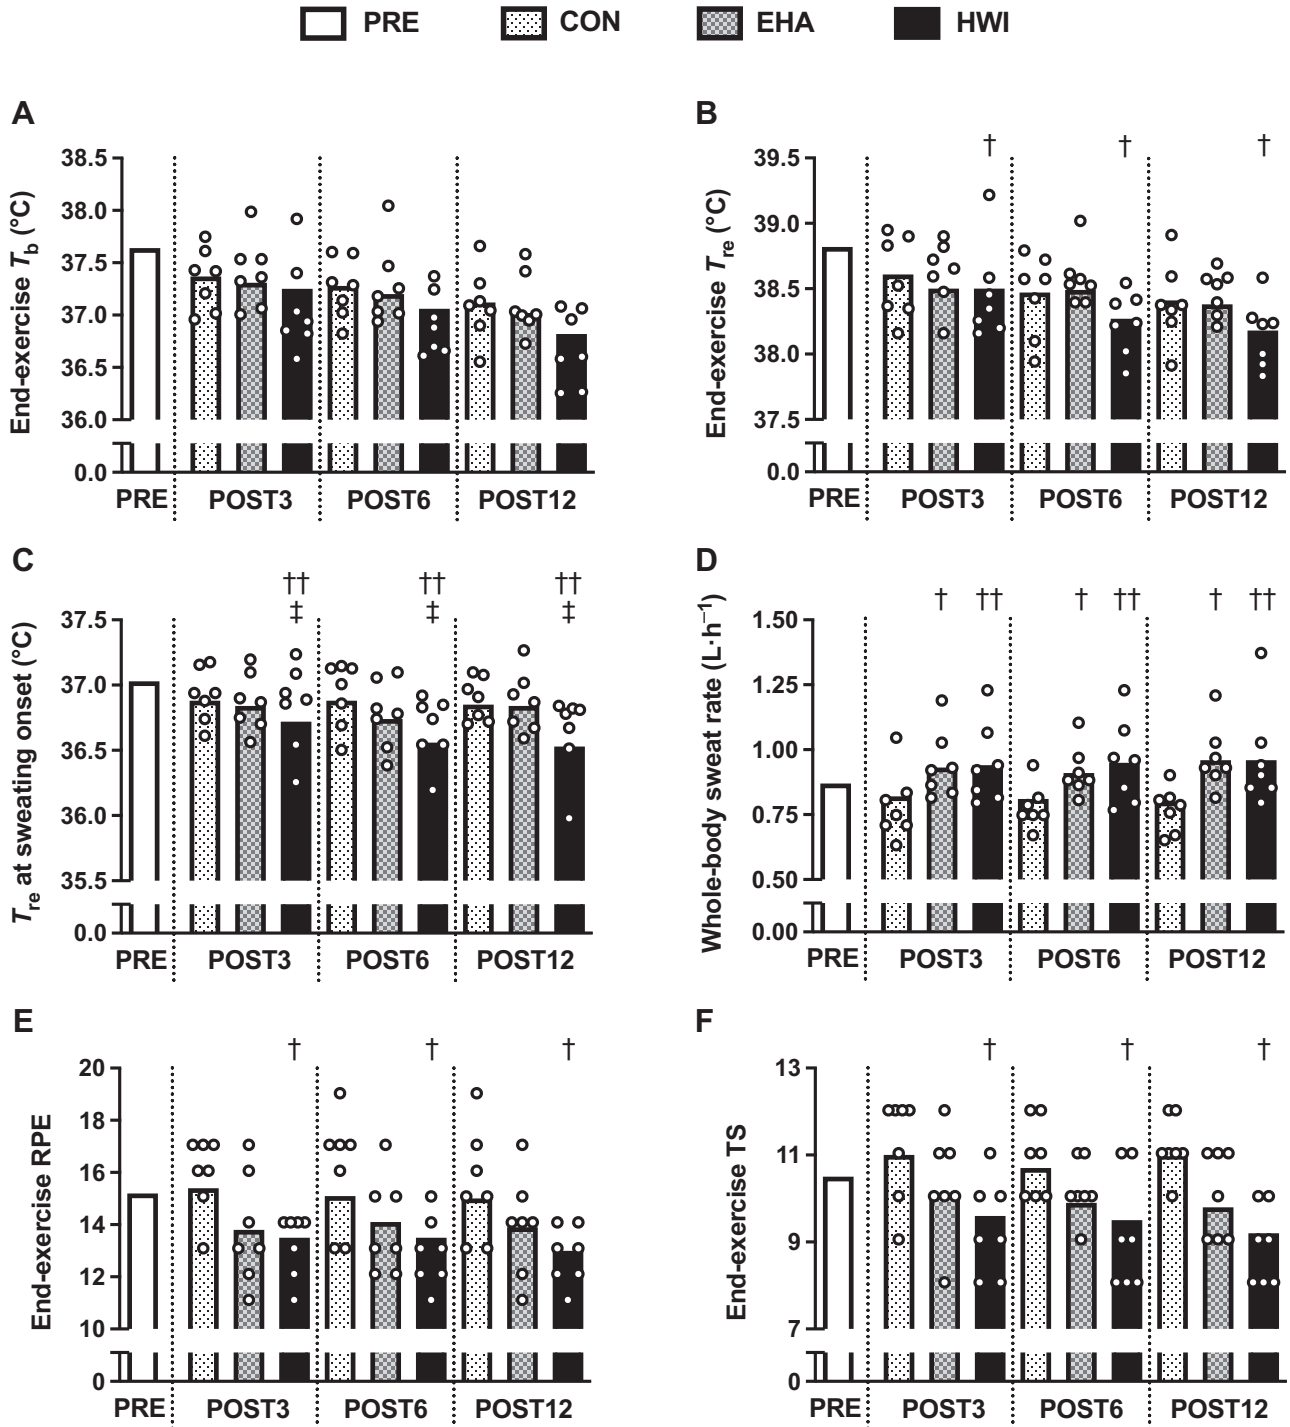 PRE CON EHA HWI
A
End-exercise Tb (°C)
38.5
38.0
37.5
37.0
36.5
36.0
0.0
PRE POST3 POST6 POST12
B
† † †
End-exercise Tre (°C)
39.5
39.0
38.5
38.0
37.5
0.0
PRE POST3 POST6 POST12
C
†† †† ††
‡ ‡ ‡
Tre at sweating onset (°C)
37.5
37.0
36.5
36.0
35.5
0.0
PRE POST3 POST6 POST12
D
† †† † †† † ††
Whole-body sweat rate (L·h−1)
1.50
1.25
1.00
0.75
0.50
0.00
PRE POST3 POST6 POST12
E
† † †
End-exercise RPE
20
18
16
14
12
10
0
PRE POST3 POST6 POST12
F
† † †
End-exercise TS
13
11
9
7
0
PRE POST3 POST6 POST12